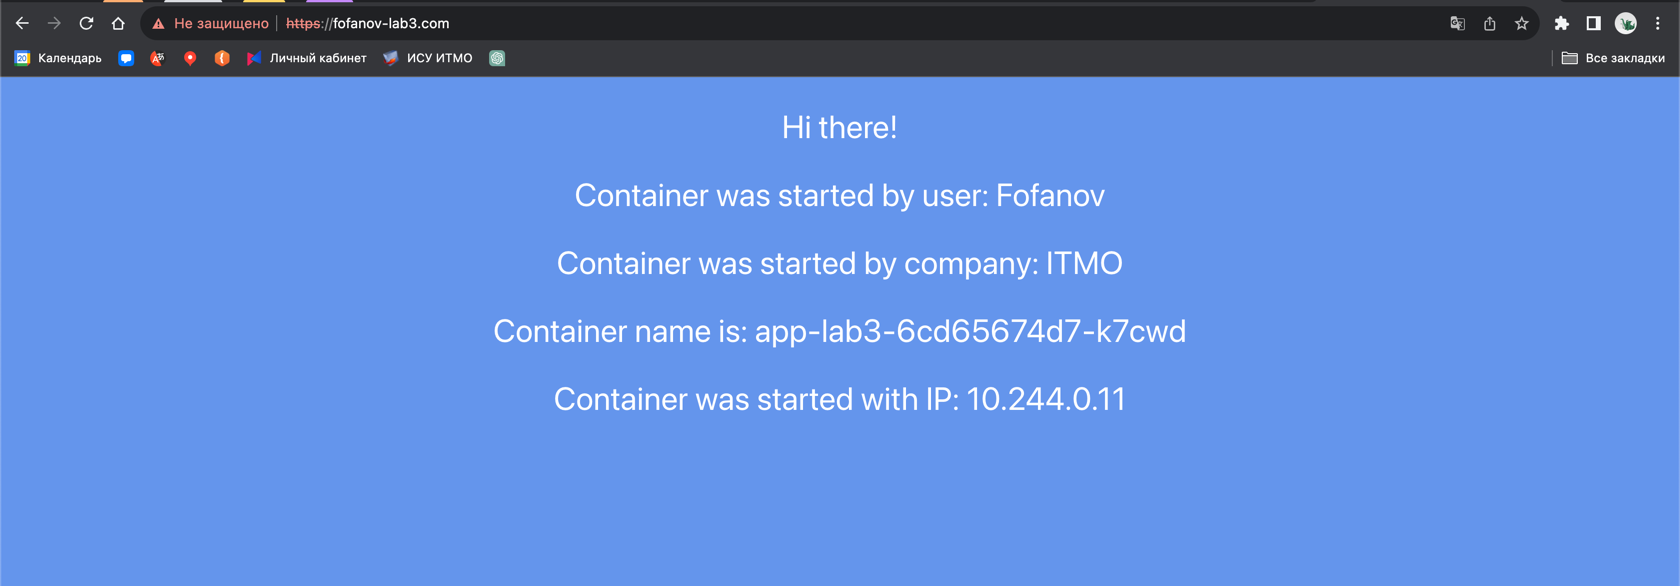 Не защищено https://fofanov-lab3.com
20 Календарь Личный кабинет ИСУ ИТМО Все закладки
Hi there!
Container was started by user: Fofanov
Container was started by company: ITMO
Container name is: app-lab3-6cd65674d7-k7cwd
Container was started with IP: 10.244.0.11